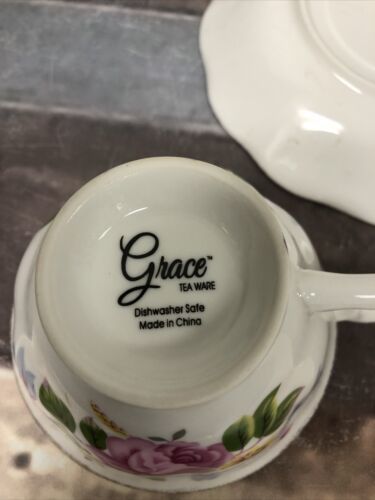 Grace™
TEA WARE
Dishwasher Safe
Made in China